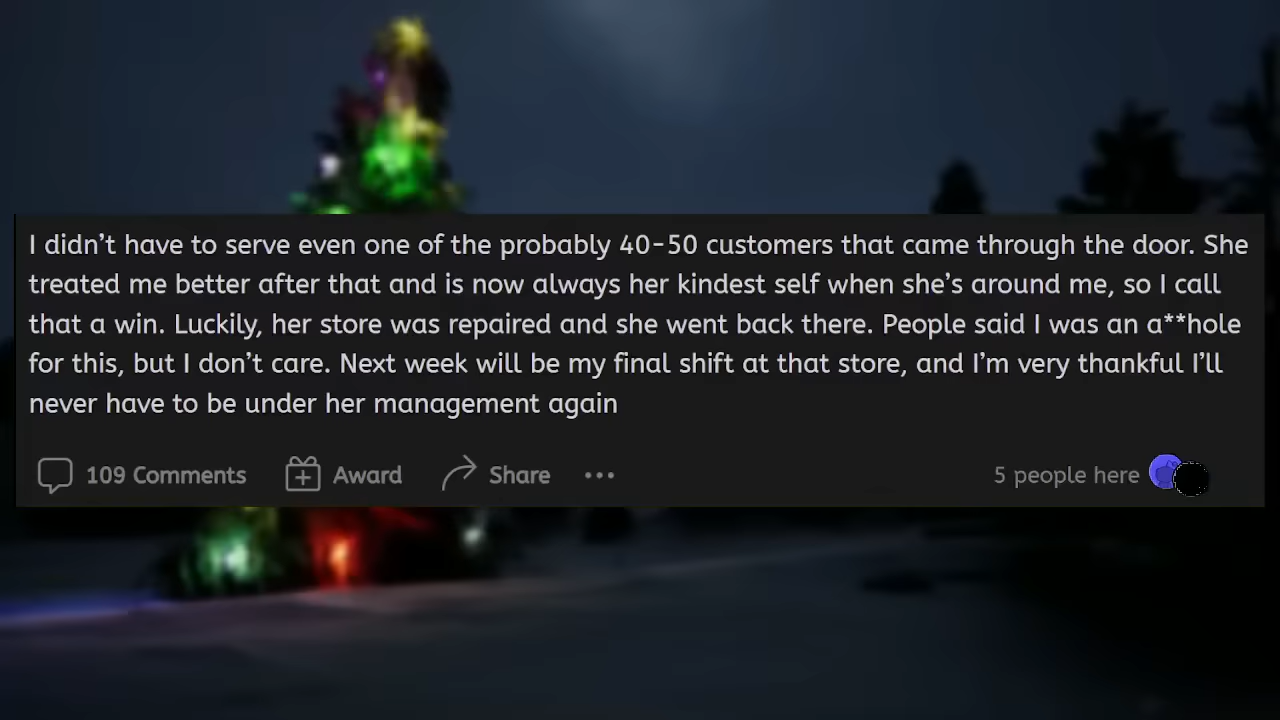 I didn’t have to serve even one of the probably 40-50 customers that came through the door. She
treated me better after that and is now always her kindest self when she’s around me, so I call
that a win. Luckily, her store was repaired and she went back there. People said I was an a**hole
for this, but I don’t care. Next week will be my final shift at that store, and I’m very thankful I’ll
never have to be under her management again
109 Comments Award Share 5 people here